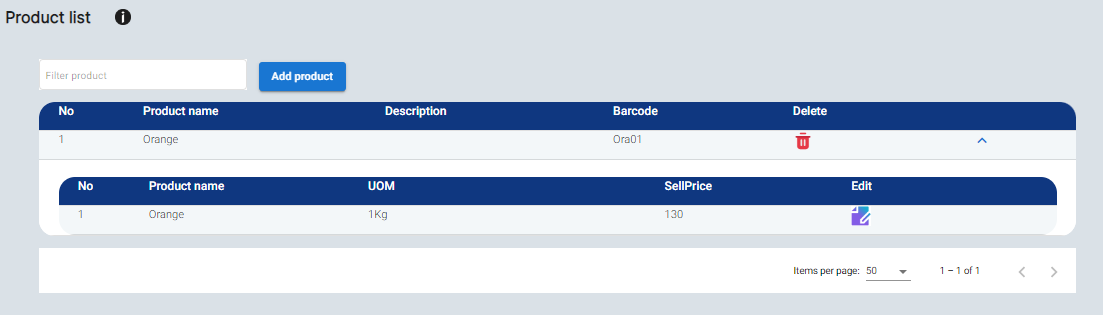 Product list
Filter product
Add product
No Product name Description Barcode Delete
1 Orange Ora01
No Product name UOM SellPrice Edit
1 Orange 1Kg 130
Items per page: 50 1 – 1 of 1